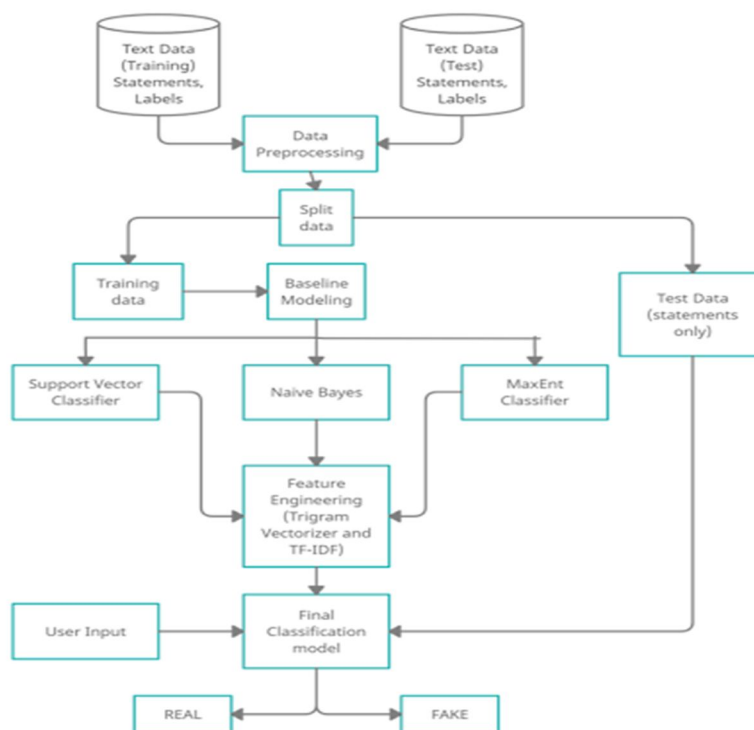 Text Data
(Training)
Statements,
Labels
Text Data
(Test)
Statements,
Labels
Data
Preprocessing
Split
data
Training
data
Baseline
Modeling
Test Data
(statements
only)
Support Vector
Classifier
Naive Bayes
MaxEnt
Classifier
Feature
Engineering
(Trigram
Vectorizer and
TF-IDF)
User Input
Final
Classification
model
REAL
FAKE